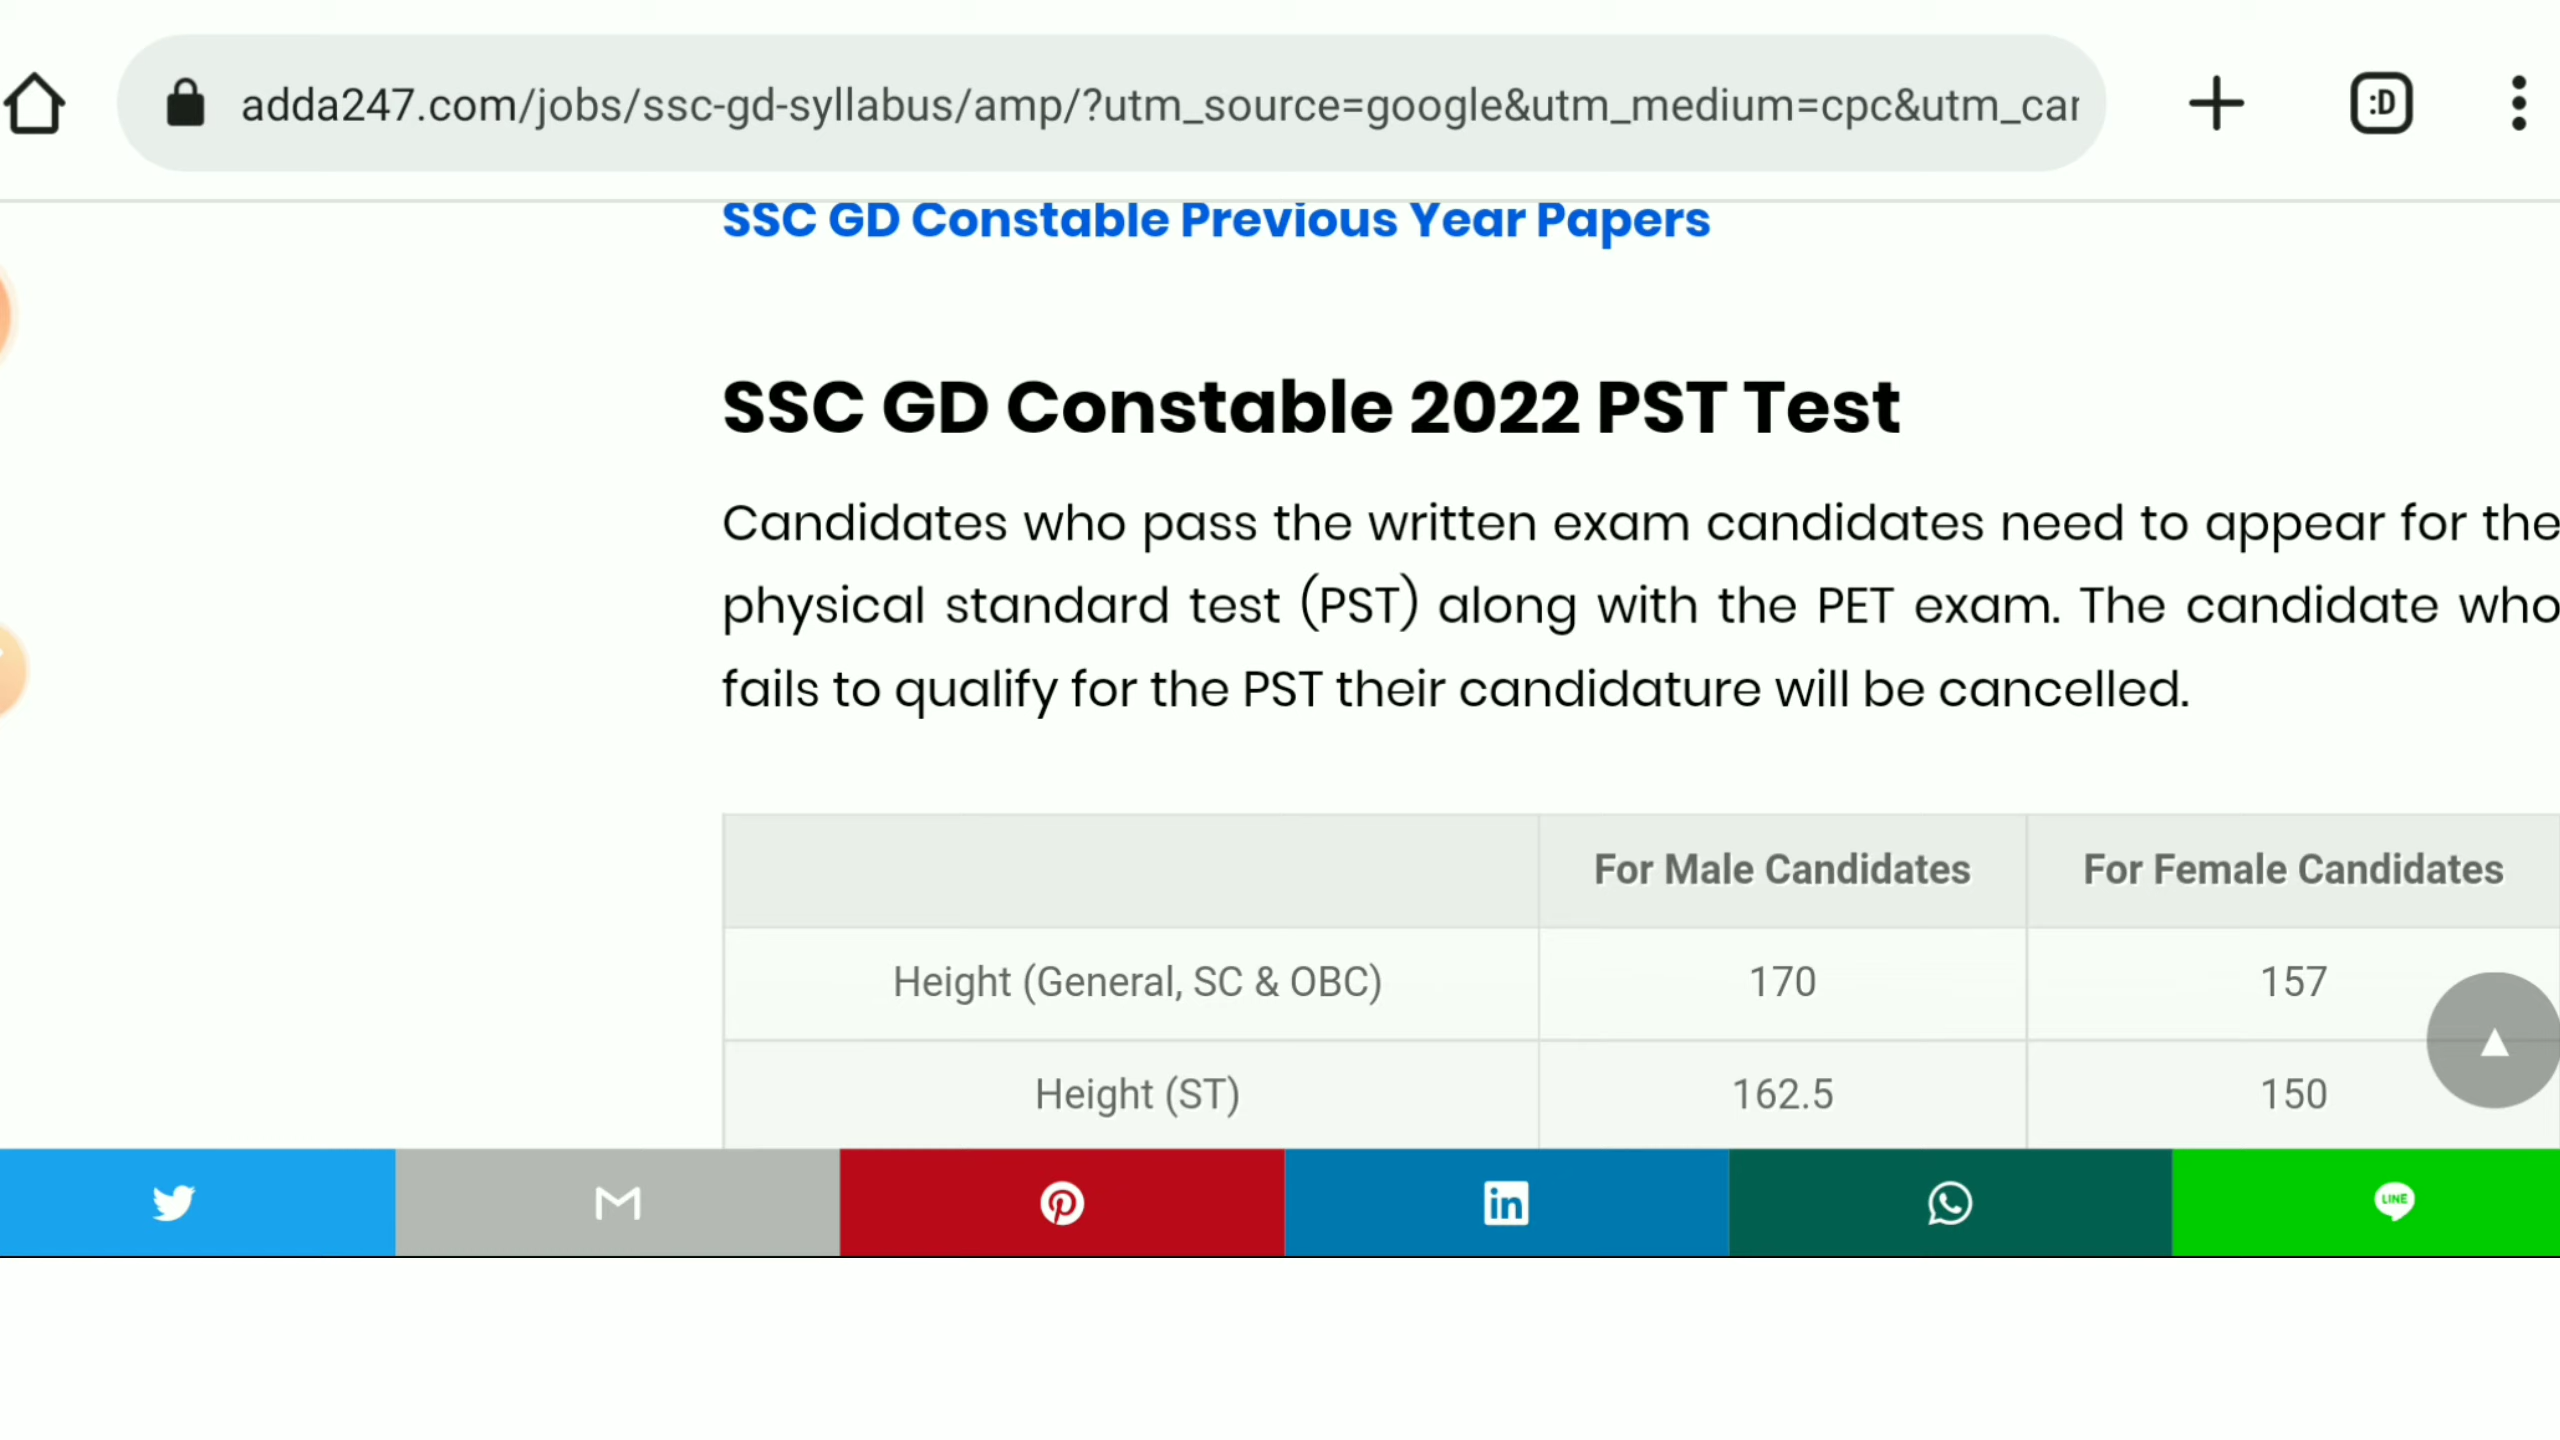 adda247.com/jobs/ssc-gd-syllabus/amp/?utm_source=google&utm_medium=cpc&utm_car
:D
SSC GD Constable Previous Year Papers
SSC GD Constable 2022 PST Test
Candidates who pass the written exam candidates need to appear for the
physical standard test (PST) along with the PET exam. The candidate who
fails to qualify for the PST their candidature will be cancelled.
For Male Candidates For Female Candidates
Height (General, SC & OBC) 170 157
Height (ST) 162.5 150
in LINE